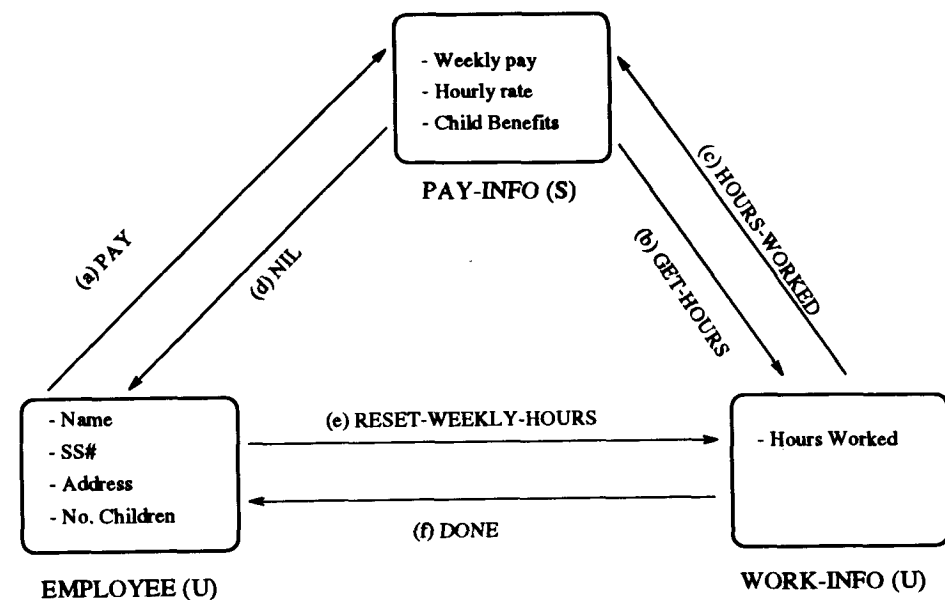 - Weekly pay
- Hourly rate
- Child Benefits
PAY-INFO (S)
(a) PAY
(d) NIL
(b) GET-HOURS
(c) HOURS-WORKED
- Name
- SS#
- Address
- No. Children
EMPLOYEE (U)
(e) RESET-WEEKLY-HOURS
(f) DONE
- Hours Worked
WORK-INFO (U)